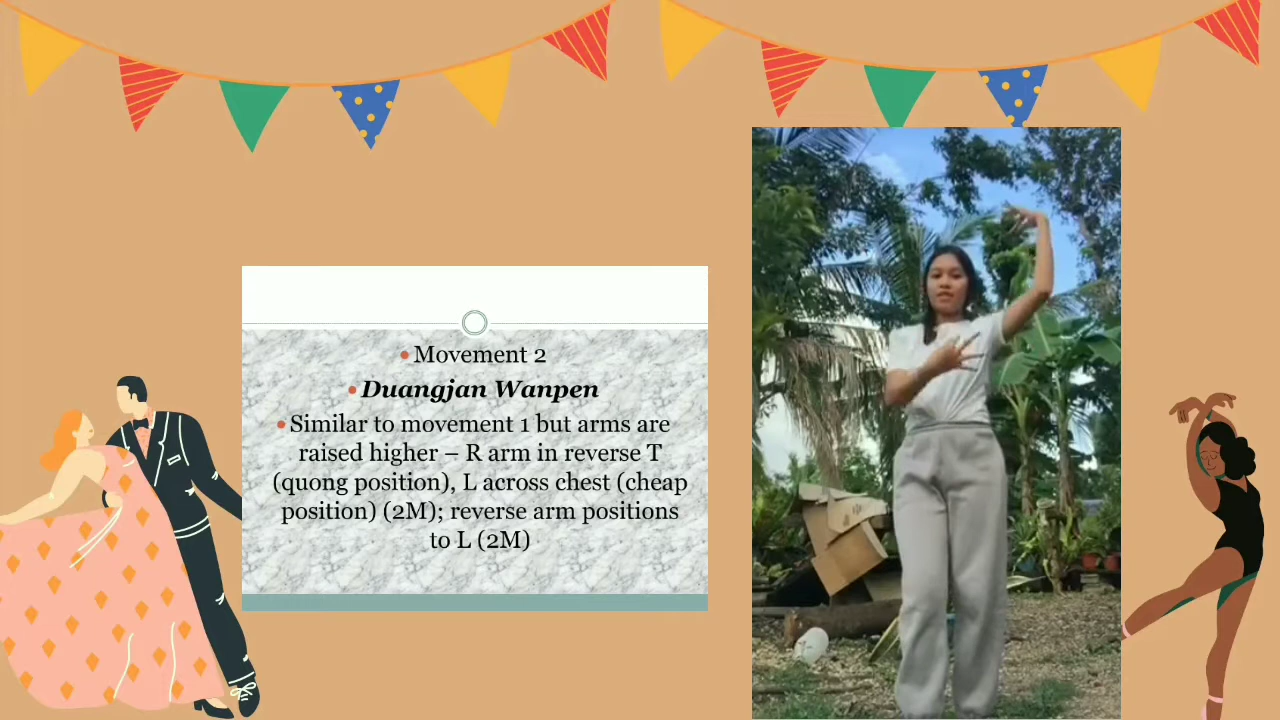 • Movement 2
• Duangjan Wanpen
• Similar to movement 1 but arms are
raised higher – R arm in reverse T
(quong position), L across chest (cheap
position) (2M); reverse arm positions
to L (2M)